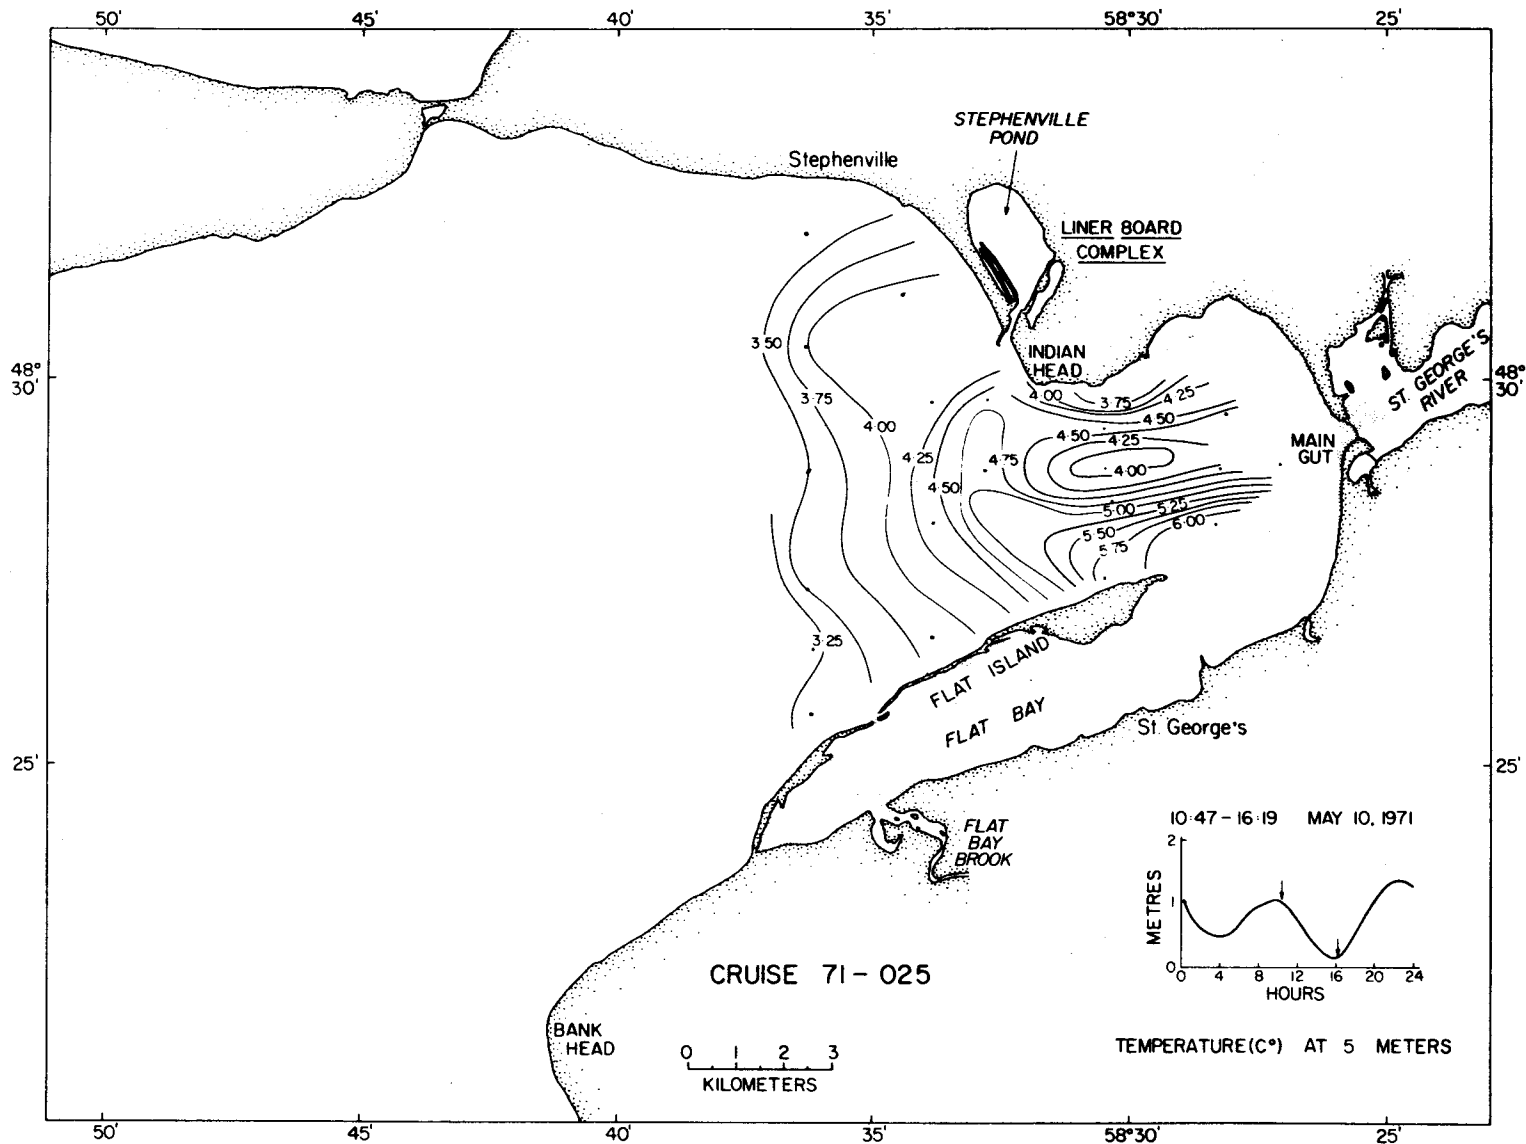 50' 45' 40' 35' 58°30' 25'
STEPHENVILLE
POND
Stephenville
LINER BOARD
COMPLEX
3.50
INDIAN
HEAD
48°
30'
48°
30'
ST. GEORGE'S
RIVER
4.00
3.75
4.25
3.75
4.00
4.50
4.50
4.25
MAIN
GUT
4.25
4.75
4.00
4.50
5.00
5.25
6.00
5.50
5.75
3.25
FLAT ISLAND
FLAT BAY
St. George's
25'
25'
10:47 – 16:19 MAY 10, 1971
FLAT
BAY
BROOK
2
1
0
METRES
0 4 8 12 16 20 24
HOURS
CRUISE 71 – 025
BANK
HEAD
0 1 2 3
KILOMETERS
TEMPERATURE(C°) AT 5 METERS
50' 45' 40' 35' 58°30' 25'